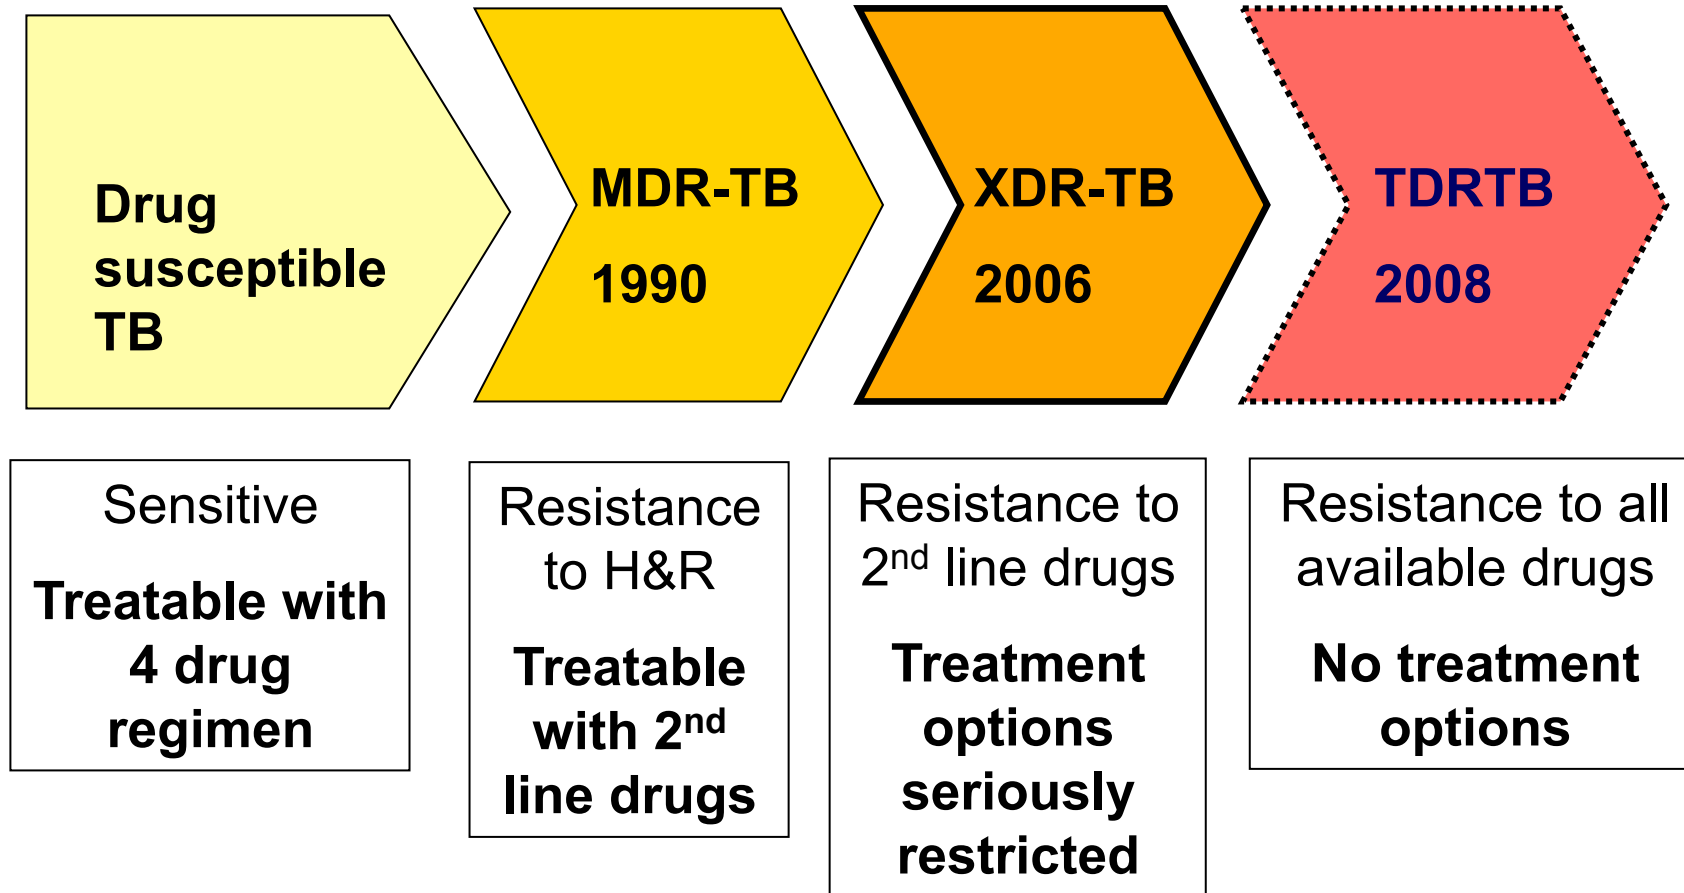 Drug
susceptible
TB
MDR-TB
1990
XDR-TB
2006
TDRTB
2008
Sensitive
Treatable with
4 drug
regimen
Resistance
to H&R
Treatable
with 2nd
line drugs
Resistance to
2nd line drugs
Treatment
options
seriously
restricted
Resistance to all
available drugs
No treatment
options